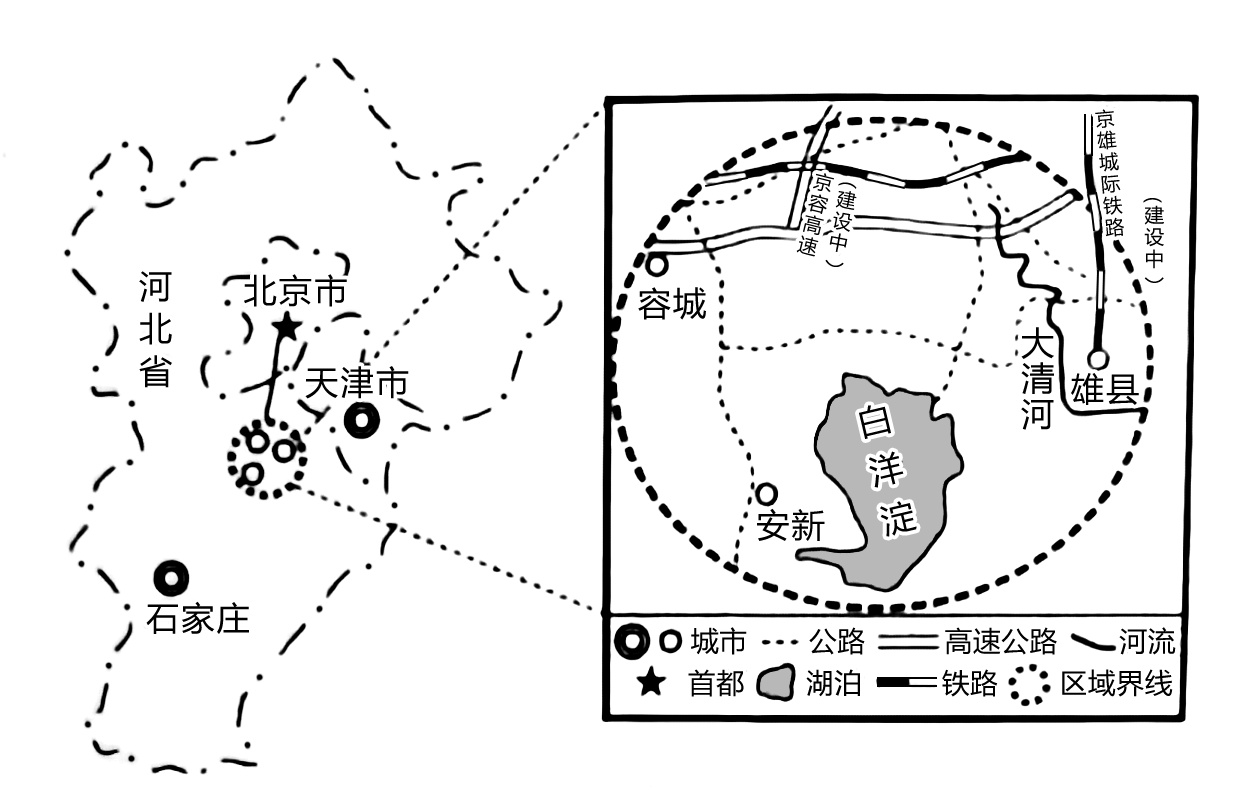 河北省
北京市
天津市
石家庄
京容高速
（建设中）
京雄城际铁路
（建设中）
容城
大清河
雄县
白洋淀
安新
城市
公路
高速公路
河流
首都
湖泊
铁路
区域界线